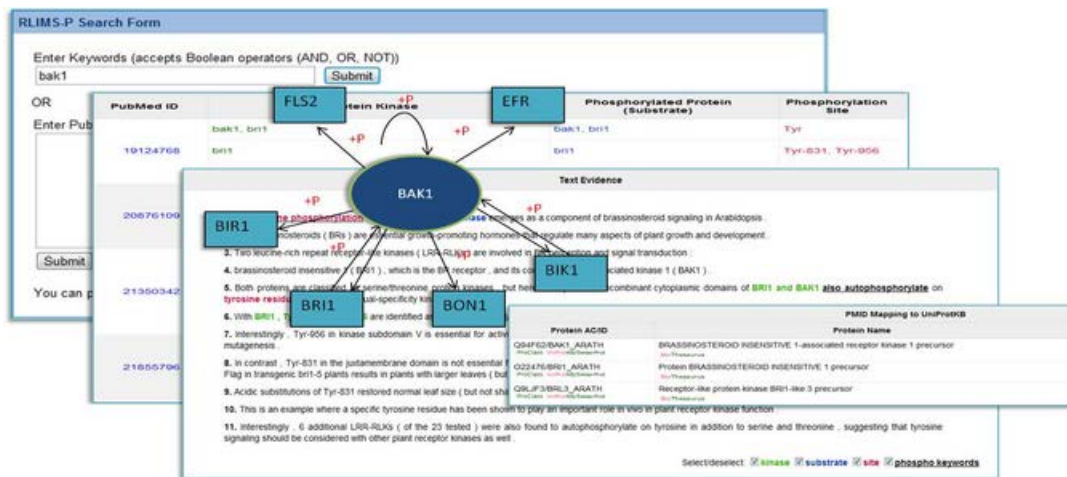 RLIMS-P Search Form
Enter Keywords (accepts Boolean operators (AND, OR, NOT))
bak1
Submit
OR
Enter Pub
Submit
You can p
PubMed ID
tein Kinase
Phosphorylated Protein (Substrate)
Phosphorylation Site
bak1, bri1
bak1, bri1
Tyr
19124768
bri1
bri1
Tyr-831, Tyr-956
20876109
21350342
21855796
FLS2
+P
EFR
+P
+P
BAK1
BIR1
+P
+P
+P
BRI1
BON1
BIK1
Text Evidence
phosphorylation
emerges as a component of brassinosteroid signaling in Arabidopsis .
nosteroids ( BRs ) are essential growth-promoting hormones that regulate many aspects of plant growth and development .
3. Two leucine-rich repeat receptor-like kinases ( LRR-RLKs ) are involved in BR perception and signal transduction :
4. brassinosteroid insensitive 1 ( BRI1 ) , which is the BR receptor , and its co ciated kinase 1 ( BAK1 ) .
5. Both proteins are classified serine/threonine protein kinases , but here combinant cytoplasmic domains of BRI1 and BAK1 also autophosphorylate on
tyrosine residu ual-specificity kin
6. With BRI1 , T are identified as
7. Interestingly , Tyr-956 in kinase subdomain V is essential for activ
mutagenesis .
8. In contrast , Tyr-831 in the juxtamembrane domain is not essential f
Flag in transgenic bri1-5 plants results in plants with larger leaves ( but
9. Acidic substitutions of Tyr-831 restored normal leaf size ( but not sha
10. This is an example where a specific tyrosine residue has been shown to play an important role in vivo in plant receptor kinase function .
11. Interestingly , 6 additional LRR-RLKs ( of the 23 tested ) were also found to autophosphorylate on tyrosine in addition to serine and threonine , suggesting that tyrosine
signaling should be considered with other plant receptor kinases as well .
Select/deselect: kinase substrate site phospho keywords
PMID Mapping to UniProtKB
Protein AC/ID
Protein Name
Q94F62/BAK1_ARATH
BRASSINOSTEROID INSENSITIVE 1-associated receptor kinase 1 precursor
O22476/BRI1_ARATH
Protein BRASSINOSTEROID INSENSITIVE 1 precursor
Q9LJF3/BRL3_ARATH
Receptor-like protein kinase BRI1-like 3 precursor